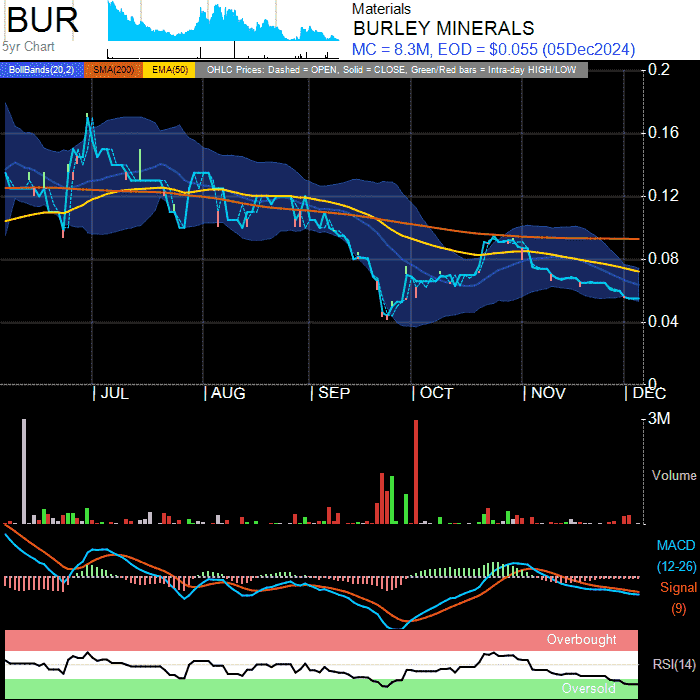 BUR
5yr Chart
Materials
BURLEY MINERALS
MC = 8.3M, EOD = $0.055 (05Dec2024)
BollBands(20,2) SMA(200) EMA(50) OHLC Prices: Dashed = OPEN, Solid = CLOSE, Green/Red bars = Intra-day HIGH/LOW
0.2
0.16
0.12
0.08
0.04
0
JUL AUG SEP OCT NOV DEC
3M
Volume
MACD
(12-26)
Signal
(9)
Overbought
RSI(14)
Oversold